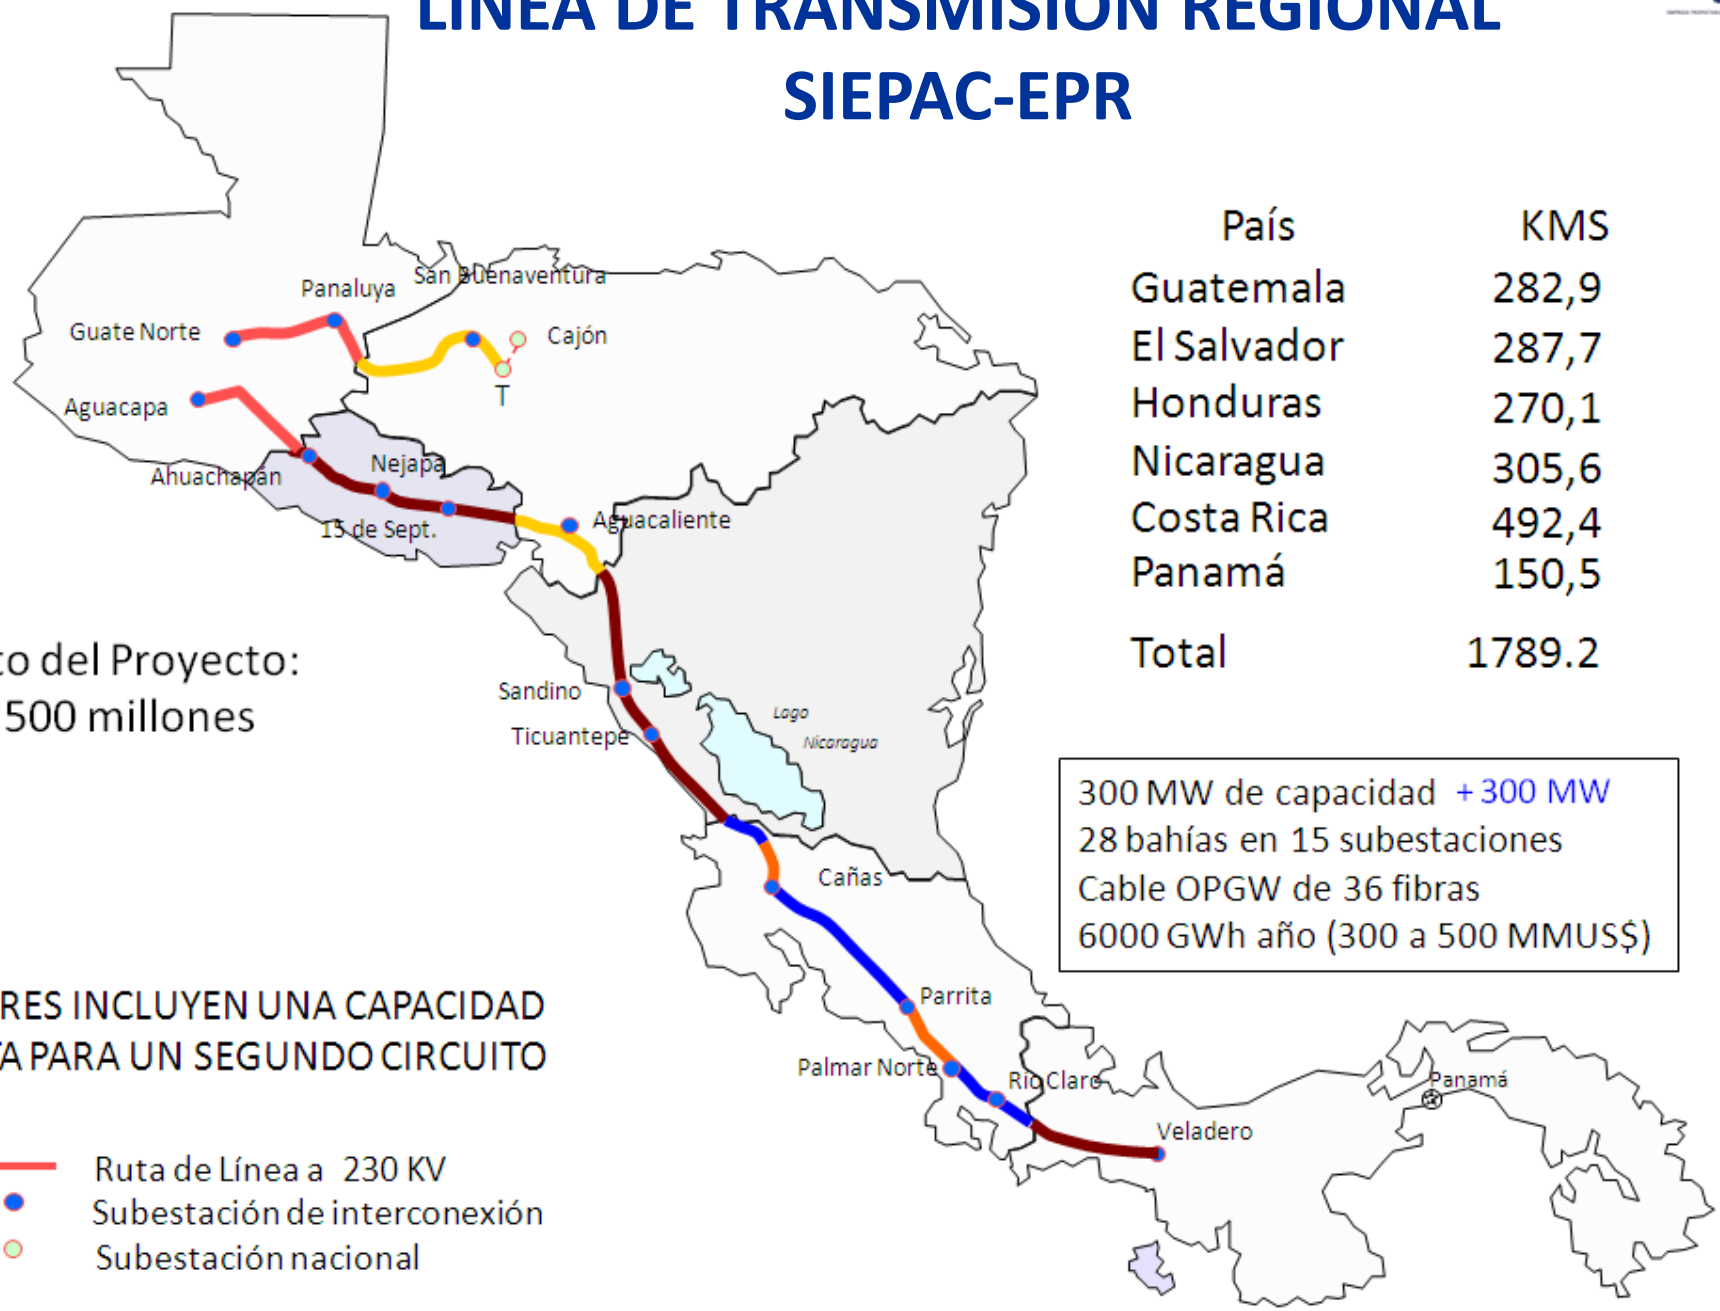 LÍNEA DE TRANSMISIÓN REGIONAL
SIEPAC-EPR
País KMS
Guatemala 282,9
El Salvador 287,7
Honduras 270,1
Nicaragua 305,6
Costa Rica 492,4
Panamá 150,5
Total 1789.2
San Buenaventura
Panaluya
Guate Norte
Cajón
T
Aguacapa
Ahuachapán
Nejapa
15 de Sept.
Aguacaliente
to del Proyecto:
500 millones
Sandino
Ticuantepe
Lago
Nicaragua
300 MW de capacidad +300 MW
28 bahías en 15 subestaciones
Cable OPGW de 36 fibras
6000 GWh año (300 a 500 MMUS$)
Cañas
Parrita
Palmar Norte
Río Claro
Veladero
Panamá
RES INCLUYEN UNA CAPACIDAD
TA PARA UN SEGUNDO CIRCUITO
Ruta de Línea a 230 KV
Subestación de interconexión
Subestación nacional